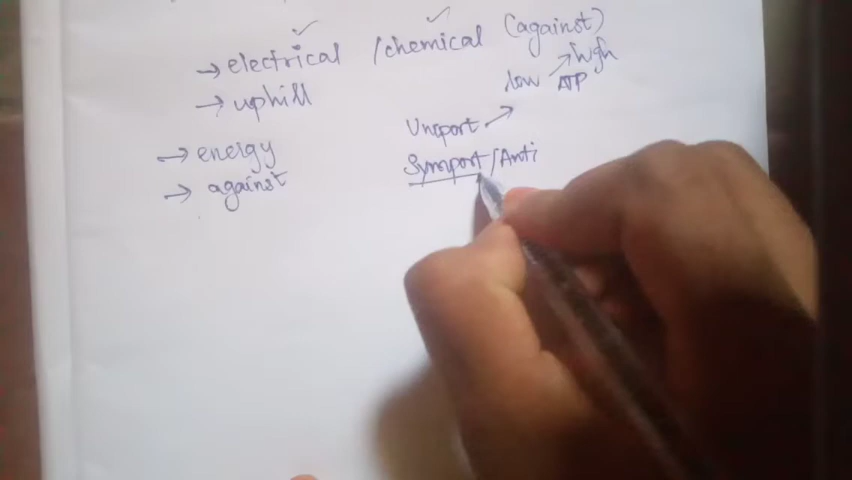 → electrical /chemical (against)
low → high
ATP
→ uphill
Uniport →
→ energy
Symport/Anti
→ against